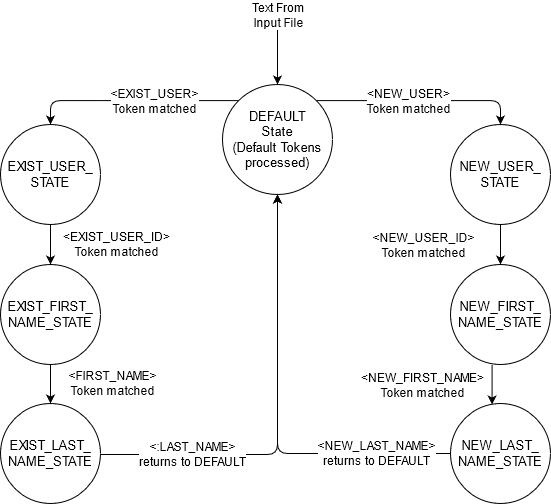 Text From
Input File
<EXIST_USER>
Token matched
<NEW_USER>
Token matched
DEFAULT
State
(Default Tokens
processed)
EXIST_USER_
STATE
NEW_USER_
STATE
<EXIST_USER_ID>
Token matched
<NEW_USER_ID>
Token matched
EXIST_FIRST_
NAME_STATE
NEW_FIRST_
NAME_STATE
<FIRST_NAME>
Token matched
<NEW_FIRST_NAME>
Token matched
EXIST_LAST_
NAME_STATE
<:LAST_NAME>
returns to DEFAULT
<NEW_LAST_NAME>
returns to DEFAULT
NEW_LAST_
NAME_STATE